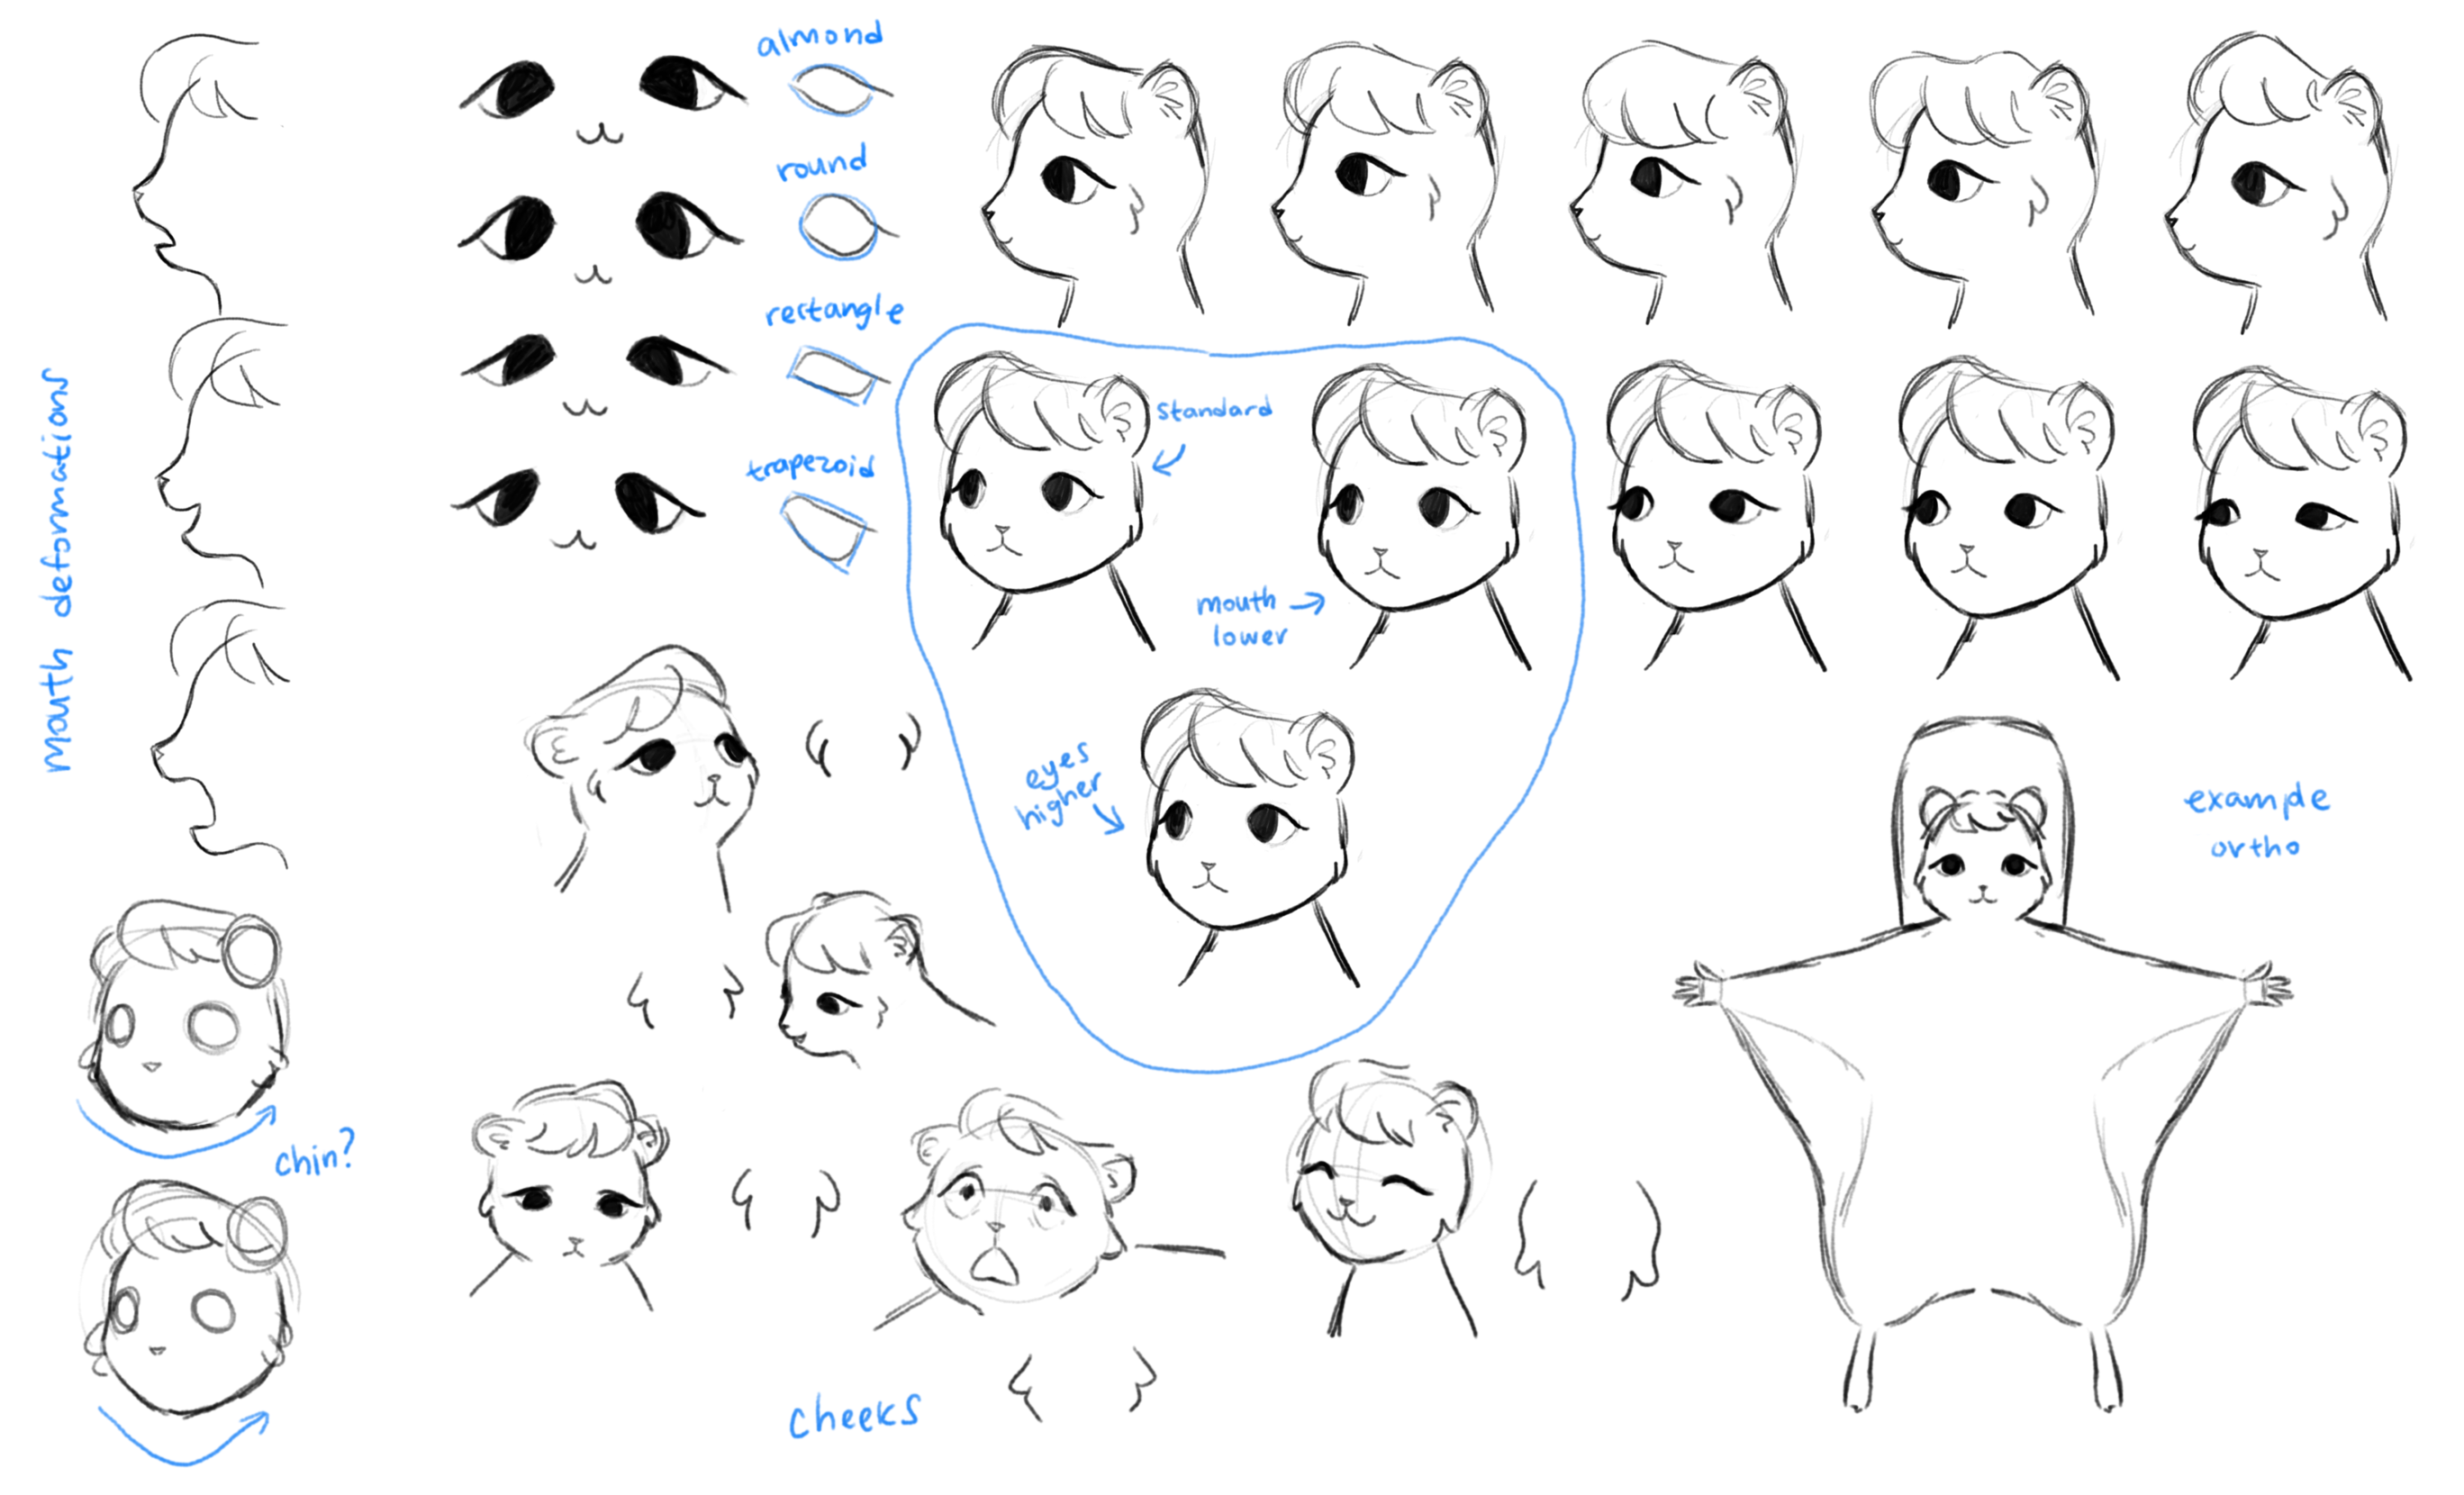 almond
round
rectangle
trapezoid
mouth deformations
standard
mouth
lower
eyes
higher
example
ortho
chin?
cheeks